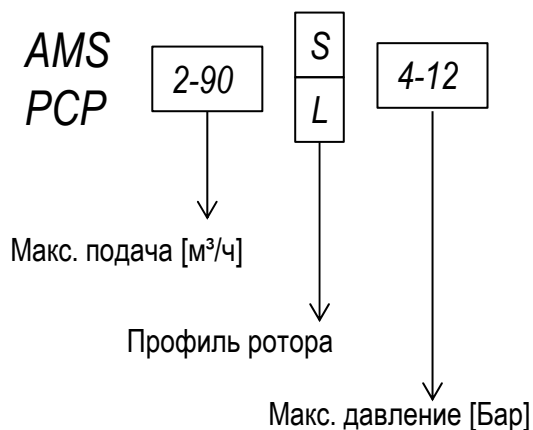 AMS
PCP
2-90
S
L
4-12
Макс. подача [м³/ч]
Профиль ротора
Макс. давление [Бар]